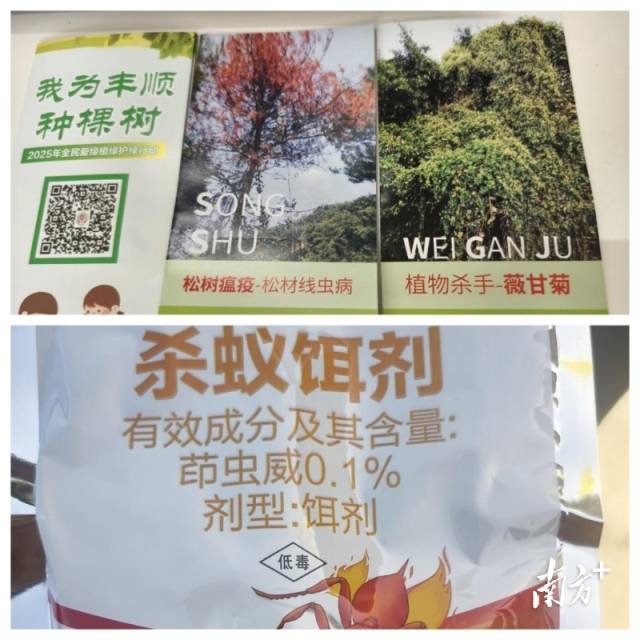 我为丰顺
种棵树
2025年全民爱绿植绿护绿行动
SONG
SHU
松树瘟疫-松材线虫病
WEI GAN JU
植物杀手-薇甘菊
杀蚁饵剂
有效成分及其含量:
茚虫威0.1%
剂型:饵剂
低毒
南方+